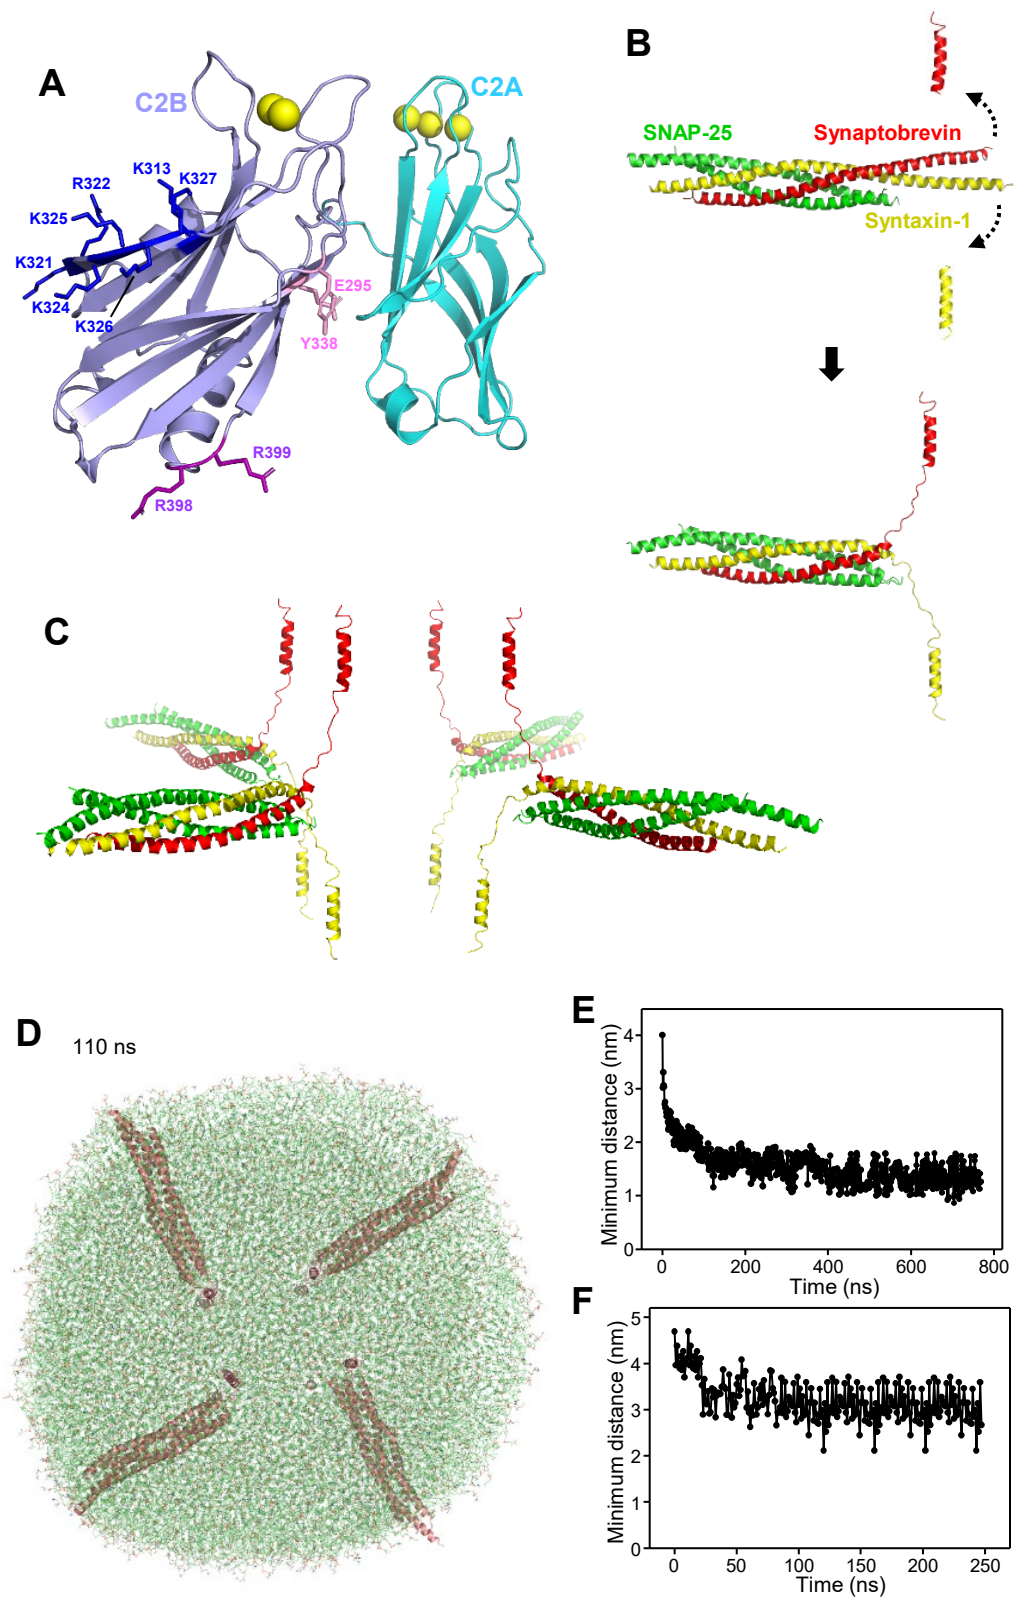 A
C2B
C2A
K313
K327
R322
K325
K321
K324
K326
E295
Y338
R399
R398
B
SNAP-25
Synaptobrevin
Syntaxin-1
C
D
110 ns
E
Minimum distance (nm)
4
3
2
1
0
0 200 400 600 800
Time (ns)
F
Minimum distance (nm)
5
4
3
2
1
0
0 50 100 150 200 250
Time (ns)